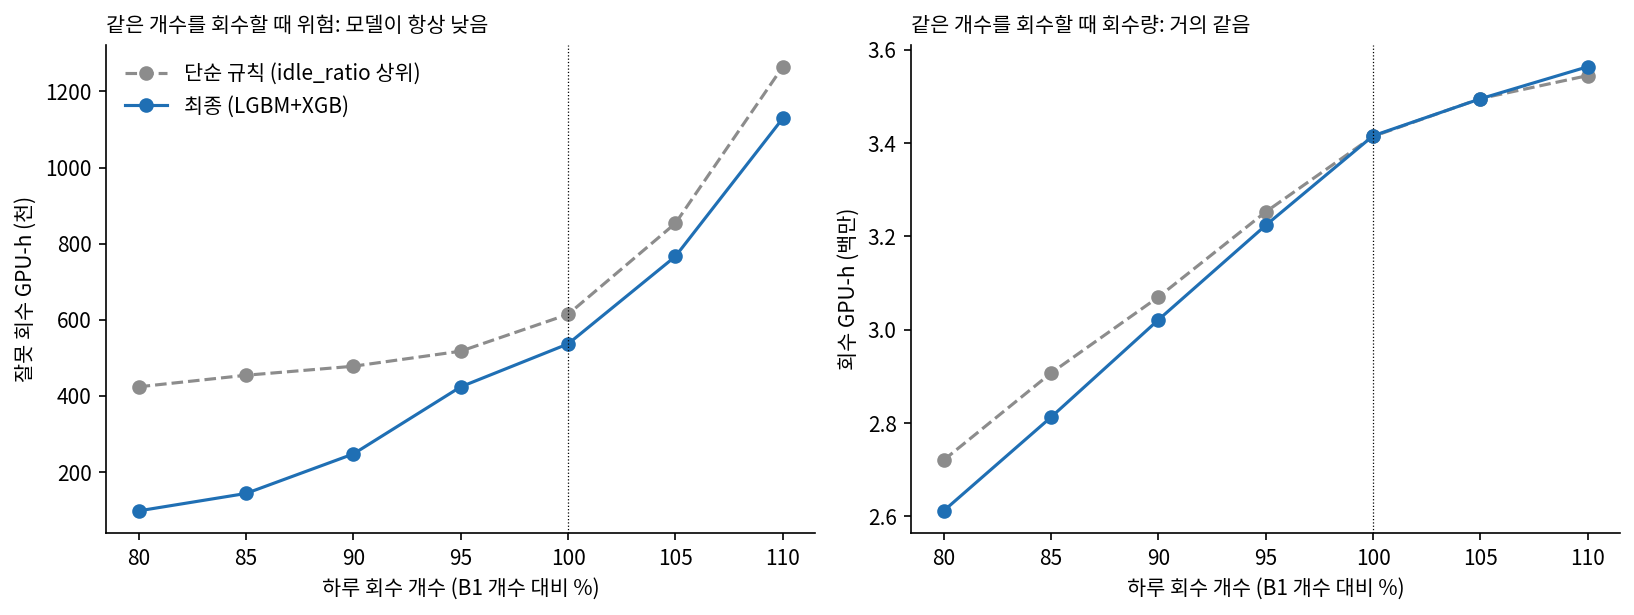 같은 개수를 회수할 때 위험: 모델이 항상 낮음
단순 규칙 (idle_ratio 상위)
최종 (LGBM+XGB)
잘못 회수 GPU-h (천)
1200
1000
800
600
400
200
80 85 90 95 100 105 110
하루 회수 개수 (B1 개수 대비 %)
같은 개수를 회수할 때 회수량: 거의 같음
회수 GPU-h (백만)
3.6
3.4
3.2
3.0
2.8
2.6
80 85 90 95 100 105 110
하루 회수 개수 (B1 개수 대비 %)